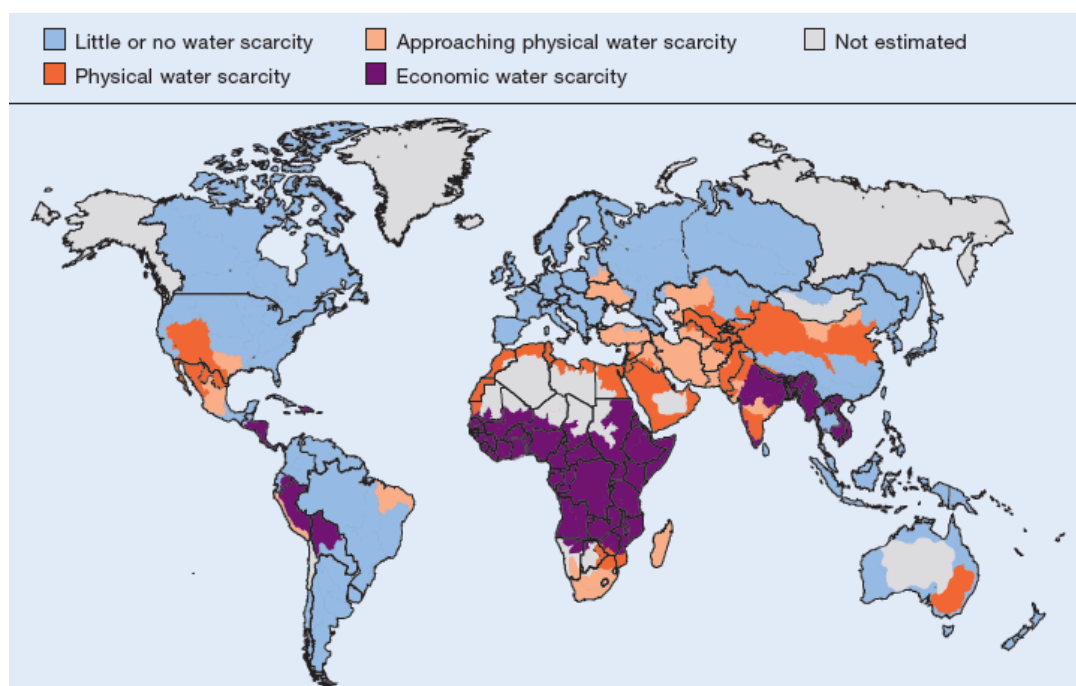 Little or no water scarcity
Approaching physical water scarcity
Not estimated
Physical water scarcity
Economic water scarcity